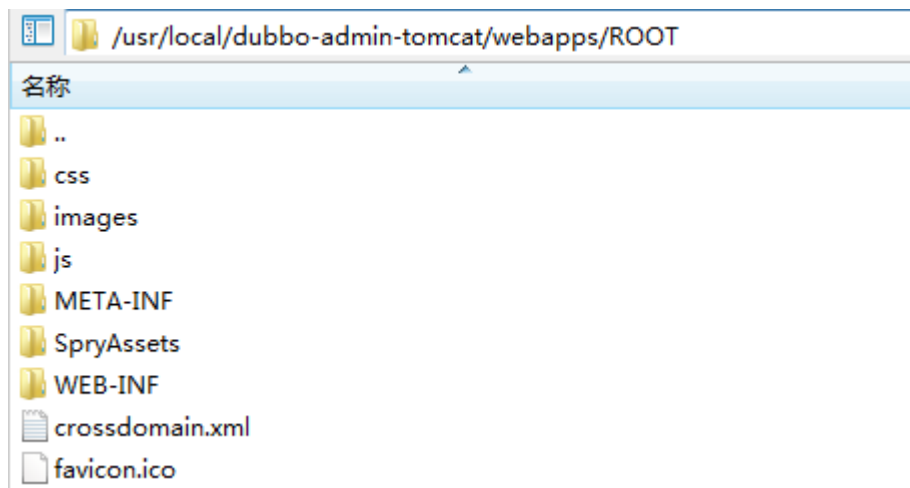 /usr/local/dubbo-admin-tomcat/webapps/ROOT
名称
..
css
images
js
META-INF
SpryAssets
WEB-INF
crossdomain.xml
favicon.ico